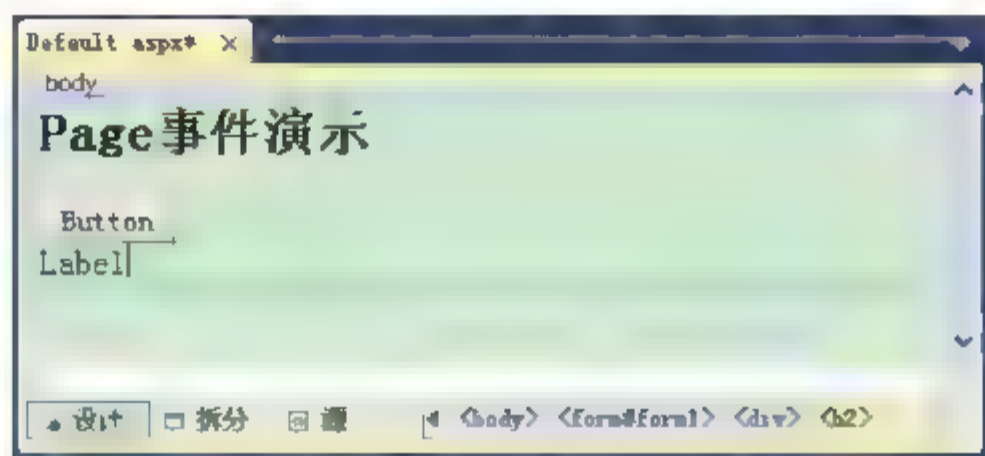 Default aspx* ×
body
Page事件演示
Button
Label
设计 拆分 源 <body> <form#form1> <div> <h2>